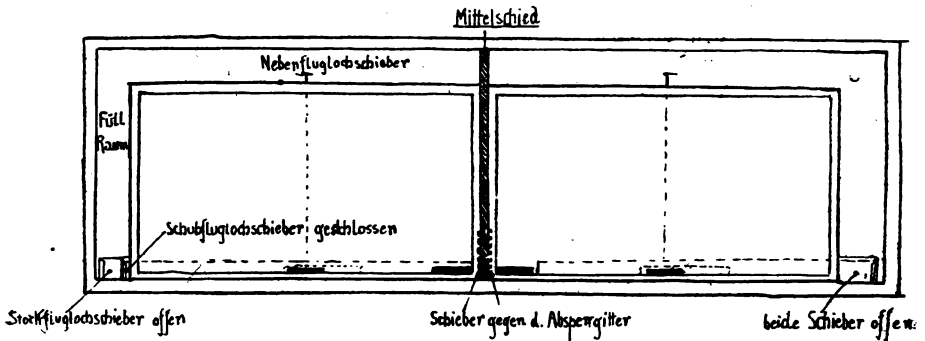 Mittelschied
Nebenfluglochschieber
Füll
Raum
Schubfluglochschieber geschlossen
Stockfluglochschieber offen
Schieber gegen d. Absperrgitter
beide Schieber offen.